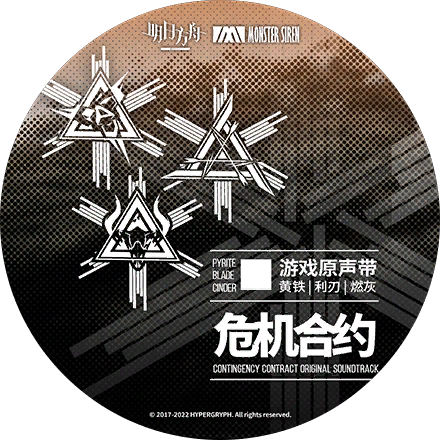 明日方舟 MONSTER SIREN
PYRITE
BLADE
CINDER
游戏原声带
黄铁 | 利刃 | 燃灰
危机合约
CONTINGENCY CONTRACT ORIGINAL SOUNDTRACK
© 2017-2022 HYPERGRYPH. All rights reserved.